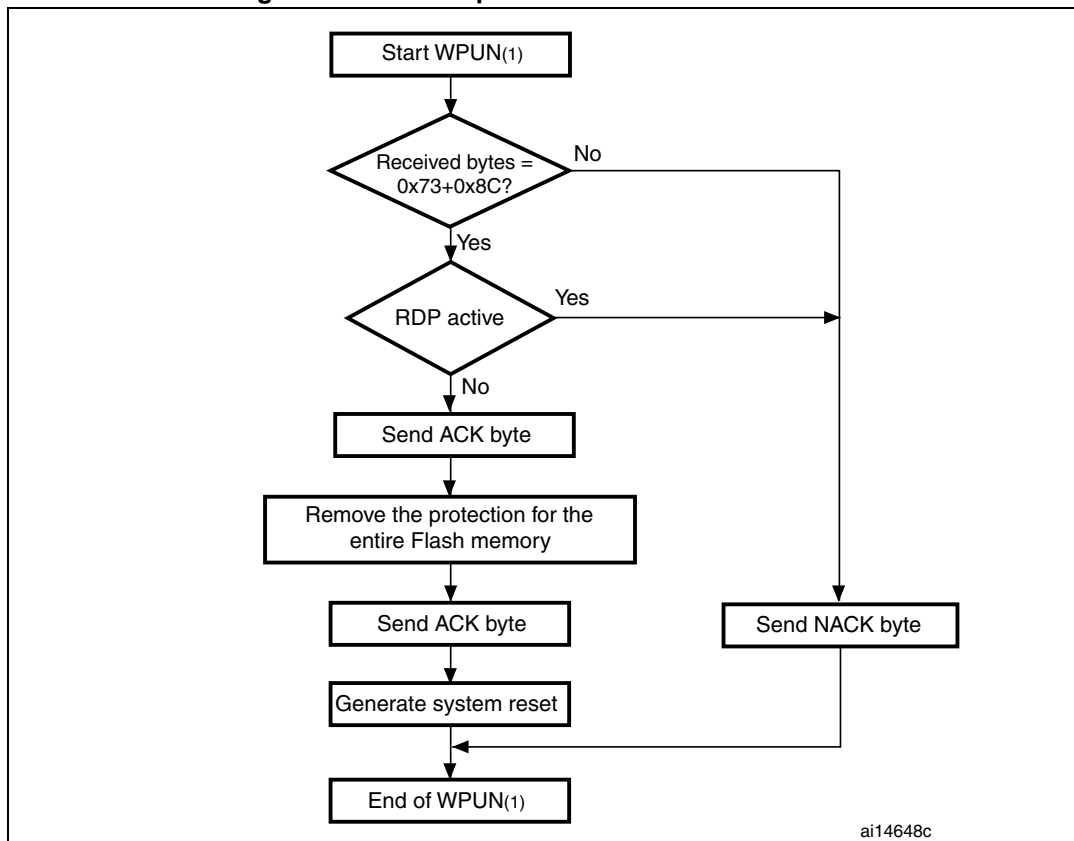 Start WPUN(1)
Received bytes =
0x73+0x8C?
No
Yes
RDP active
Yes
No
Send ACK byte
Remove the protection for the
entire Flash memory
Send ACK byte
Send NACK byte
Generate system reset
End of WPUN(1)
ai14648c